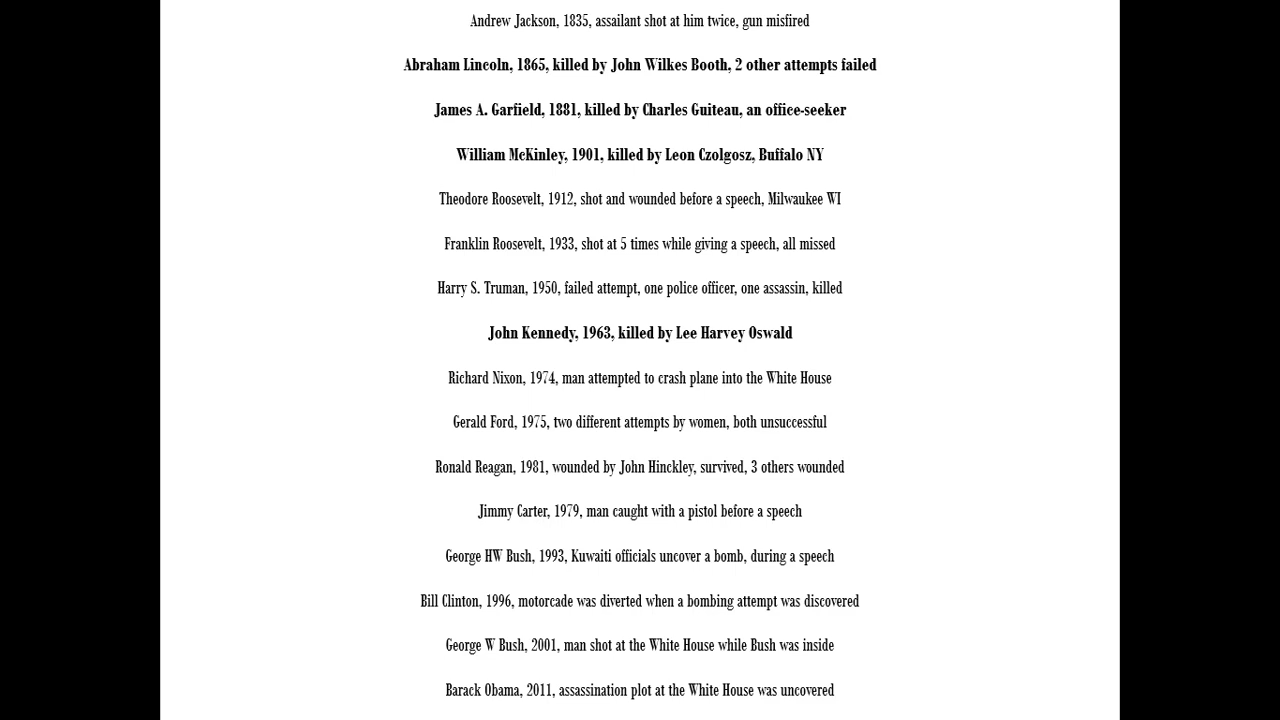 Andrew Jackson, 1835, assailant shot at him twice, gun misfired
Abraham Lincoln, 1865, killed by John Wilkes Booth, 2 other attempts failed
James A. Garfield, 1881, killed by Charles Guiteau, an office-seeker
William McKinley, 1901, killed by Leon Czolgosz, Buffalo NY
Theodore Roosevelt, 1912, shot and wounded before a speech, Milwaukee WI
Franklin Roosevelt, 1933, shot at 5 times while giving a speech, all missed
Harry S. Truman, 1950, failed attempt, one police officer, one assassin, killed
John Kennedy, 1963, killed by Lee Harvey Oswald
Richard Nixon, 1974, man attempted to crash plane into the White House
Gerald Ford, 1975, two different attempts by women, both unsuccessful
Ronald Reagan, 1981, wounded by John Hinckley, survived, 3 others wounded
Jimmy Carter, 1979, man caught with a pistol before a speech
George HW Bush, 1993, Kuwaiti officials uncover a bomb, during a speech
Bill Clinton, 1996, motorcade was diverted when a bombing attempt was discovered
George W Bush, 2001, man shot at the White House while Bush was inside
Barack Obama, 2011, assassination plot at the White House was uncovered